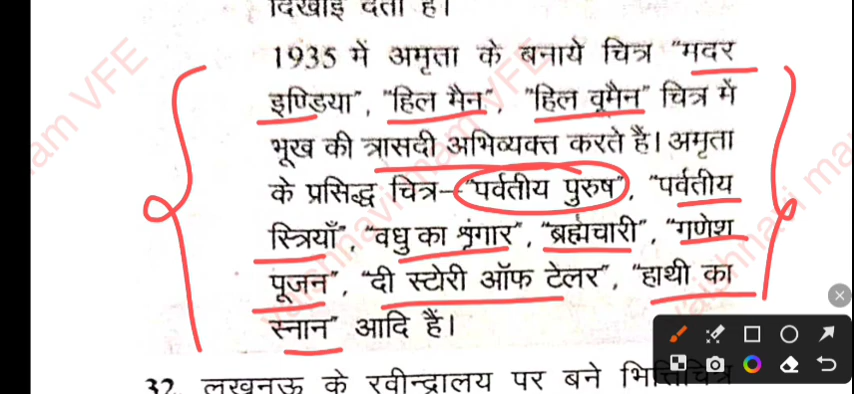 दिखाई देता है।
1935 में अमृता के बनाये चित्र "मदर
इण्डिया", "हिल मैन", "हिल वूमैन" चित्र में
भूख की त्रासदी अभिव्यक्त करते हैं। अमृता
के प्रसिद्ध चित्र–"पर्वतीय पुरुष", "पर्वतीय
स्त्रियाँ", "वधु का श्रृंगार", "ब्रह्मचारी", "गणेश
पूजन", "दी स्टोरी ऑफ टेलर", "हाथी का
स्नान" आदि हैं।
32. लखनऊ के रवीन्द्रालय पर बने भित्तिचित्र